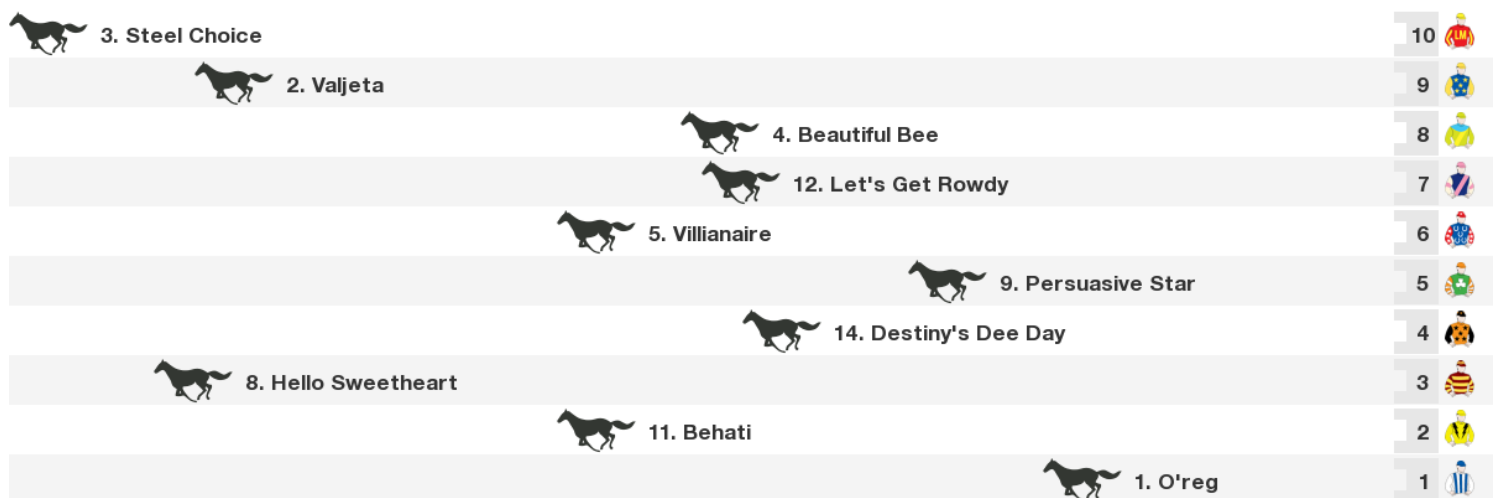 3. Steel Choice 10 LM
2. Valjeta 9
4. Beautiful Bee 8
12. Let's Get Rowdy 7
5. Villianaire 6
9. Persuasive Star 5
14. Destiny's Dee Day 4
8. Hello Sweetheart 3
11. Behati 2
1. O'reg 1